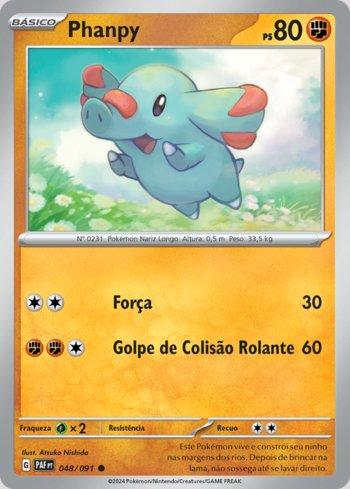 BÁSICO
Phanpy PS80
Nº 0231 Pokémon Nariz Longo Altura: 0,5 m Peso: 33,5 kg
Força 30
Golpe de Colisão Rolante 60
Fraqueza ×2 Resistência Recuo
Ilust. Atsuko Nishida
G PAF PT 048/091
Este Pokémon vive e constrói seu ninho
nas margens dos rios. Depois de brincar na
lama, não sossega até se lavar direito.
©2024 Pokémon/Nintendo/Creatures/GAME FREAK